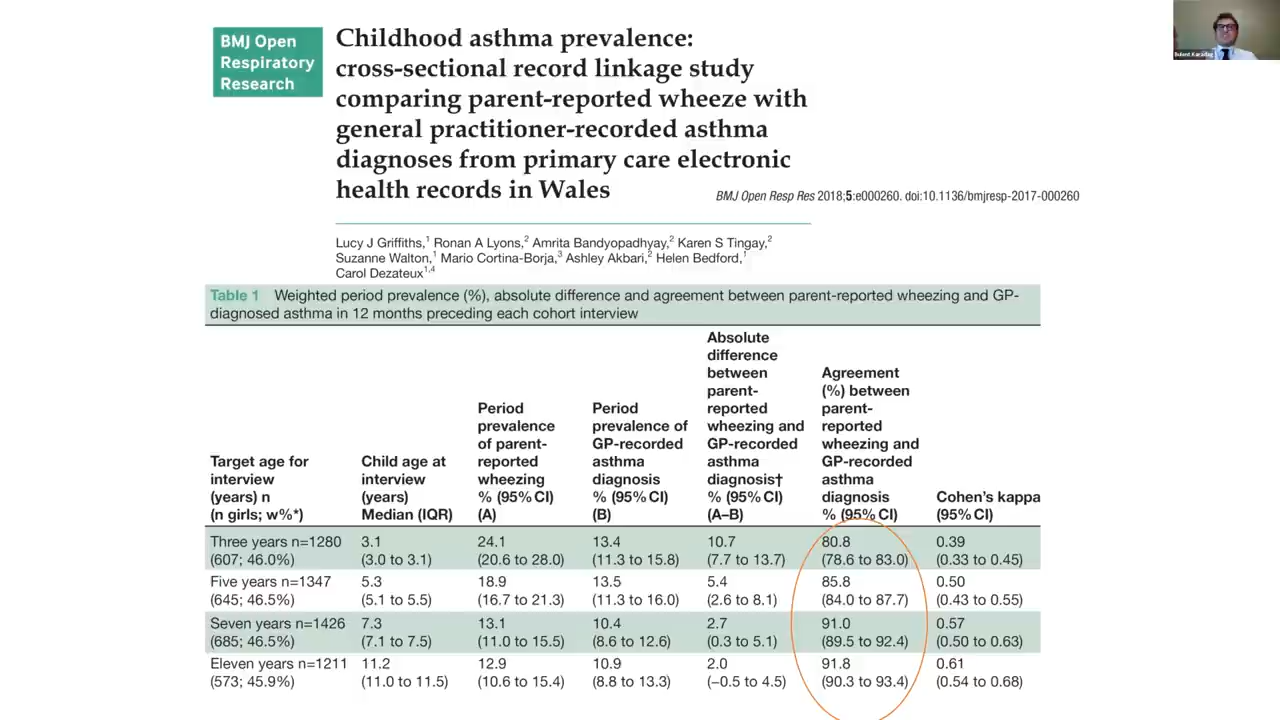 BMJ Open
Respiratory
Research
Childhood asthma prevalence:
cross-sectional record linkage study
comparing parent-reported wheeze with
general practitioner-recorded asthma
diagnoses from primary care electronic
health records in Wales
BMJ Open Resp Res 2018;5:e000260. doi:10.1136/bmjresp-2017-000260
Lucy J Griffiths,1 Ronan A Lyons,2 Amrita Bandyopadhyay,2 Karen S Tingay,2
Suzanne Walton,1 Mario Cortina-Borja,3 Ashley Akbari,2 Helen Bedford,1
Carol Dezateux1,4
Table 1 Weighted period prevalence (%), absolute difference and agreement between parent-reported wheezing and GP-
diagnosed asthma in 12 months preceding each cohort interview
Target age for
interview
(years) n
(n girls; w%*)
Child age at
interview
(years)
Median (IQR)
Period
prevalence
of parent-
reported
wheezing
% (95% CI)
(A)
Period
prevalence of
GP-recorded
asthma
diagnosis
% (95% CI)
(B)
Absolute
difference
between
parent-
reported
wheezing and
GP-recorded
asthma
diagnosis†
% (95% CI)
(A–B)
Agreement
(%) between
parent-
reported
wheezing and
GP-recorded
asthma
diagnosis
% (95% CI)
Cohen's kappa
(95% CI)
Three years n=1280 3.1 24.1 13.4 10.7 80.8 0.39
(607; 46.0%) (3.0 to 3.1) (20.6 to 28.0) (11.3 to 15.8) (7.7 to 13.7) (78.6 to 83.0) (0.33 to 0.45)
Five years n=1347 5.3 18.9 13.5 5.4 85.8 0.50
(645; 46.5%) (5.1 to 5.5) (16.7 to 21.3) (11.3 to 16.0) (2.6 to 8.1) (84.0 to 87.7) (0.43 to 0.55)
Seven years n=1426 7.3 13.1 10.4 2.7 91.0 0.57
(685; 46.5%) (7.1 to 7.5) (11.0 to 15.5) (8.6 to 12.6) (0.3 to 5.1) (89.5 to 92.4) (0.50 to 0.63)
Eleven years n=1211 11.2 12.9 10.9 2.0 91.8 0.61
(573; 45.9%) (11.0 to 11.5) (10.6 to 15.4) (8.8 to 13.3) (−0.5 to 4.5) (90.3 to 93.4) (0.54 to 0.68)